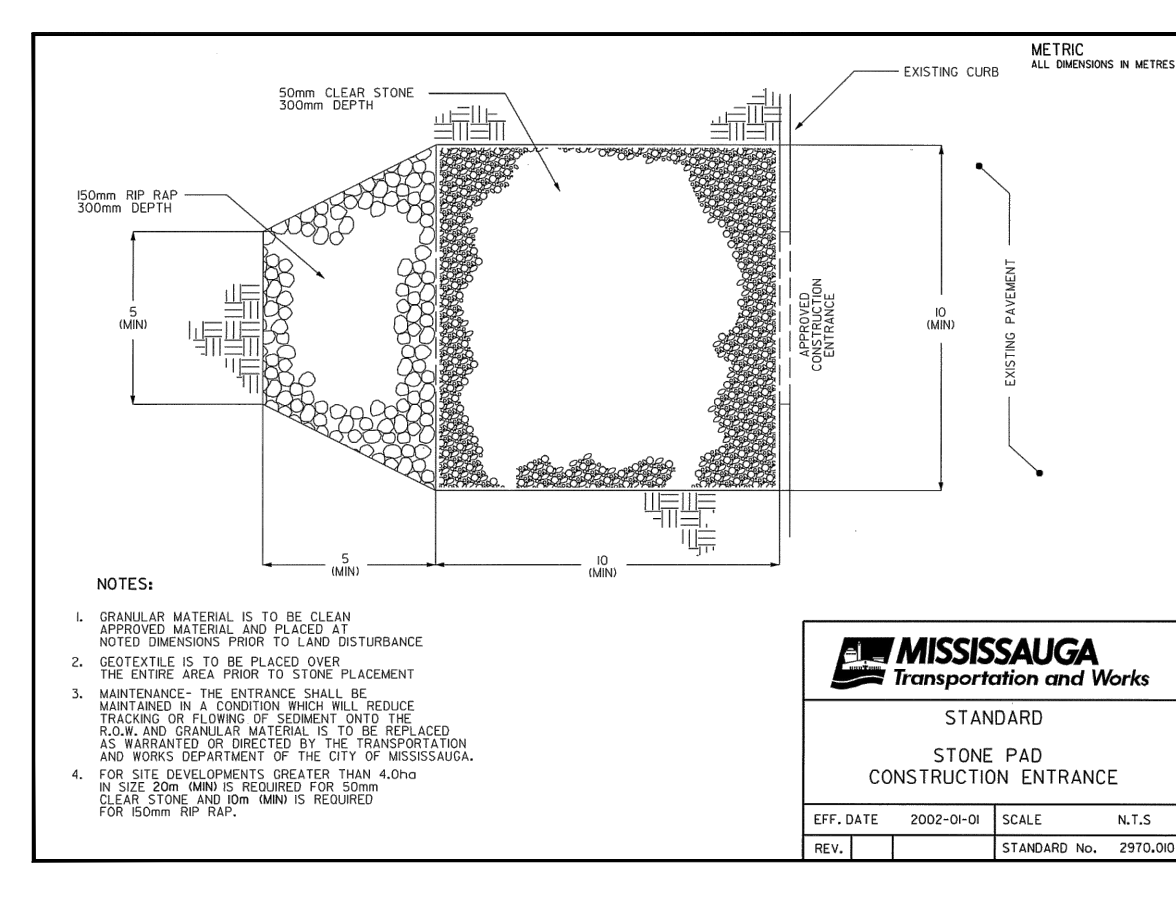 METRIC
ALL DIMENSIONS IN METRES
EXISTING CURB
50mm CLEAR STONE
300mm DEPTH
150mm RIP RAP
300mm DEPTH
5
(MIN)
APPROVED
CONSTRUCTION
ENTRANCE
10
(MIN)
EXISTING PAVEMENT
5
(MIN)
10
(MIN)
NOTES:
1. GRANULAR MATERIAL IS TO BE CLEAN
APPROVED MATERIAL AND PLACED AT
NOTED DIMENSIONS PRIOR TO LAND DISTURBANCE
2. GEOTEXTILE IS TO BE PLACED OVER
THE ENTIRE AREA PRIOR TO STONE PLACEMENT
3. MAINTENANCE- THE ENTRANCE SHALL BE
MAINTAINED IN A CONDITION WHICH WILL REDUCE
TRACKING OR FLOWING OF SEDIMENT ONTO THE
R.O.W. AND GRANULAR MATERIAL IS TO BE REPLACED
AS WARRANTED OR DIRECTED BY THE TRANSPORTATION
AND WORKS DEPARTMENT OF THE CITY OF MISSISSAUGA.
4. FOR SITE DEVELOPMENTS GREATER THAN 4.0ha
IN SIZE 20m (MIN) IS REQUIRED FOR 50mm
CLEAR STONE AND 10m (MIN) IS REQUIRED
FOR 150mm RIP RAP.
MISSISSAUGA
Transportation and Works
STANDARD
STONE PAD
CONSTRUCTION ENTRANCE
EFF. DATE 2002-01-01 SCALE N.T.S
REV. STANDARD No. 2970.010